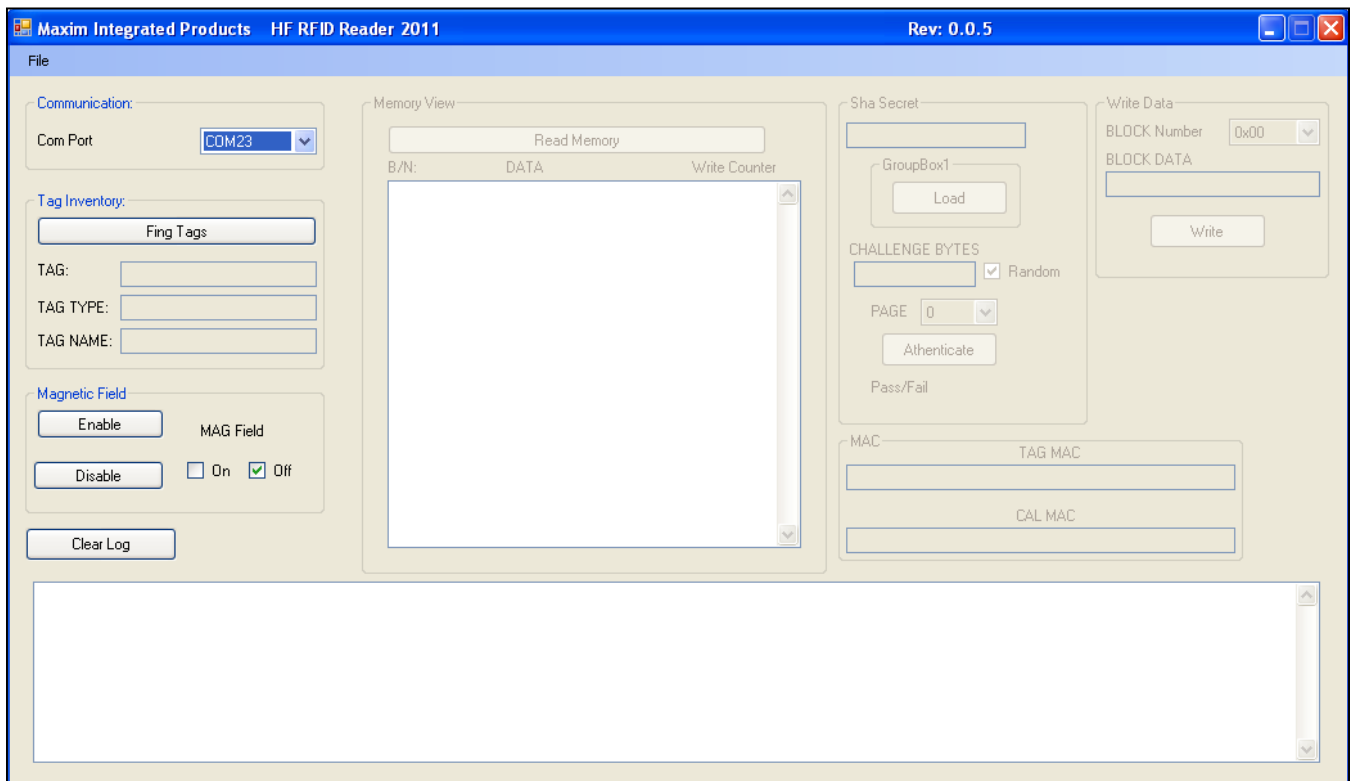 Maxim Integrated Products HF RFID Reader 2011 Rev: 0.0.5
File
Communication:
Com Port COM23
Tag Inventory:
Fing Tags
TAG:
TAG TYPE:
TAG NAME:
Magnetic Field
Enable
MAG Field
Disable
On Off
Clear Log
Memory View
Read Memory
B/N: DATA Write Counter
Sha Secret
GroupBox1
Load
CHALLENGE BYTES
Random
PAGE 0
Athenticate
Pass/Fail
Write Data
BLOCK Number 0x00
BLOCK DATA
Write
MAC
TAG MAC
CAL MAC